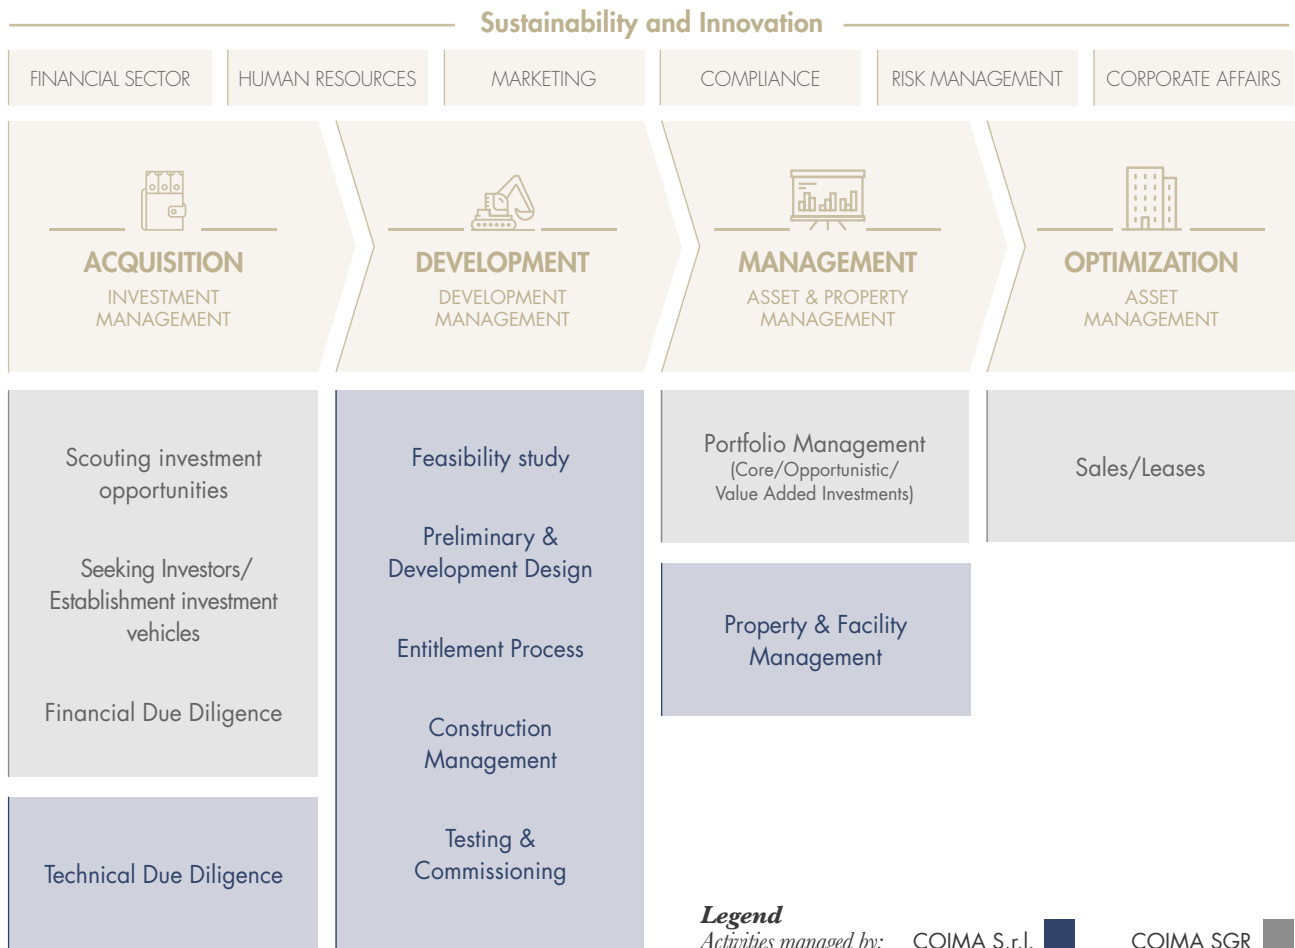 Sustainability and Innovation
FINANCIAL SECTOR
HUMAN RESOURCES
MARKETING
COMPLIANCE
RISK MANAGEMENT
CORPORATE AFFAIRS
ACQUISITION
INVESTMENT
MANAGEMENT
DEVELOPMENT
DEVELOPMENT
MANAGEMENT
MANAGEMENT
ASSET & PROPERTY
MANAGEMENT
OPTIMIZATION
ASSET
MANAGEMENT
Scouting investment
opportunities
Seeking Investors/
Establishment investment
vehicles
Financial Due Diligence
Technical Due Diligence
Feasibility study
Preliminary &
Development Design
Entitlement Process
Construction
Management
Testing &
Commissioning
Portfolio Management
(Core/Opportunistic/
Value Added Investments)
Property & Facility
Management
Sales/Leases
Legend
Activities managed by: COIMA S.r.l. COIMA SGR